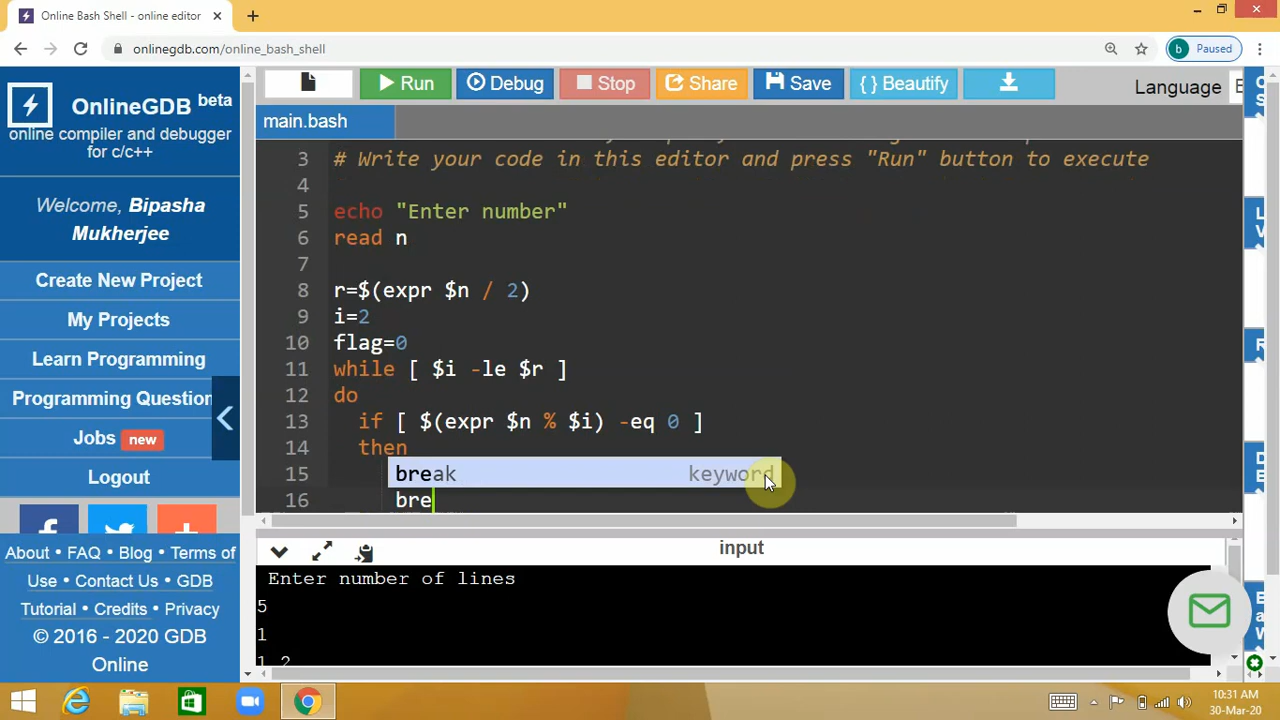 Online Bash Shell - online editor
onlinegdb.com/online_bash_shell
b Paused
OnlineGDB beta
online compiler and debugger
for c/c++
Welcome, Bipasha
Mukherjee
Create New Project
My Projects
Learn Programming
Programming Question
Jobs new
Logout
About • FAQ • Blog • Terms of
Use • Contact Us • GDB
Tutorial • Credits • Privacy
© 2016 - 2020 GDB
Online
Run Debug Stop Share Save { } Beautify Language
main.bash
3 # Write your code in this editor and press "Run" button to execute
4
5 echo "Enter number"
6 read n
7
8 r=$(expr $n / 2)
9 i=2
10 flag=0
11 while [ $i -le $r ]
12 do
13 if [ $(expr $n % $i) -eq 0 ]
14 then
15 break keyword
16 bre
input
Enter number of lines
5
1
1 2
10:31 AM
30-Mar-20